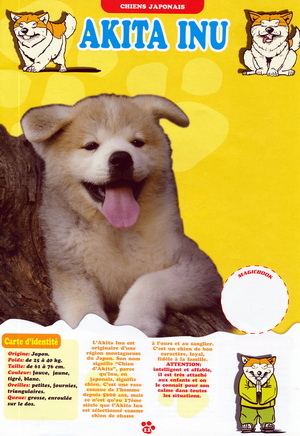 CHIENS JAPONAIS
AKITA INU
MAGICBOOK
Carte d'identité
Origine: Japon.
Poids: de 25 à 40 kg.
Taille: de 61 à 76 cm.
Couleur: fauve, jaune,
tigré, blanc.
Oreilles: petites, fournies,
triangulaires.
Queue: grosse, enroulée
sur le dos.
L'Akita Inu est
originaire d'une
région montagneuse
du Japon. Son nom
signifie "Chien
d'Akita", parce
qu'Inu, en
japonais, signifie
chien. C'est une race
connue de l'homme
depuis 5000 ans, mais
ce n'est qu'au 17ème
siècle que l'Akita Inu
est sélectionné comme
chien de chasse
à l'ours et au sanglier.
C'est un chien de bon
caractère, loyal,
fidèle à la famille.
ATTENTION:
intelligent et affable,
il est très attaché
aux enfants et on
le connaît pour son
calme dans toutes
les situations.